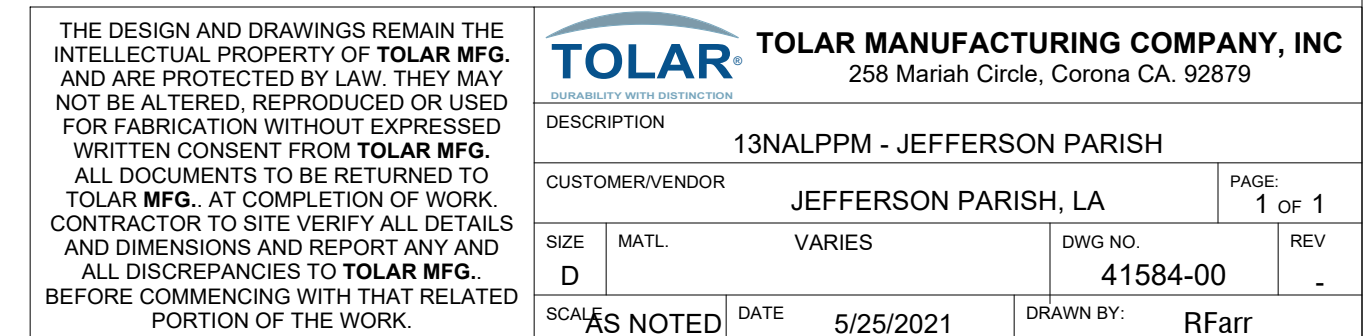 THE DESIGN AND DRAWINGS REMAIN THE
INTELLECTUAL PROPERTY OF TOLAR MFG.
AND ARE PROTECTED BY LAW. THEY MAY
NOT BE ALTERED, REPRODUCED OR USED
FOR FABRICATION WITHOUT EXPRESSED
WRITTEN CONSENT FROM TOLAR MFG.
ALL DOCUMENTS TO BE RETURNED TO
TOLAR MFG.. AT COMPLETION OF WORK.
CONTRACTOR TO SITE VERIFY ALL DETAILS
AND DIMENSIONS AND REPORT ANY AND
ALL DISCREPANCIES TO TOLAR MFG..
BEFORE COMMENCING WITH THAT RELATED
PORTION OF THE WORK.
TOLAR®
DURABILITY WITH DISTINCTION
TOLAR MANUFACTURING COMPANY, INC
258 Mariah Circle, Corona CA. 92879
DESCRIPTION
13NALPPM - JEFFERSON PARISH
CUSTOMER/VENDOR
JEFFERSON PARISH, LA
PAGE:
1 OF 1
SIZE
D
MATL.
VARIES
DWG NO.
41584-00
REV
-
SCALE
AS NOTED
DATE
5/25/2021
DRAWN BY:
RFarr